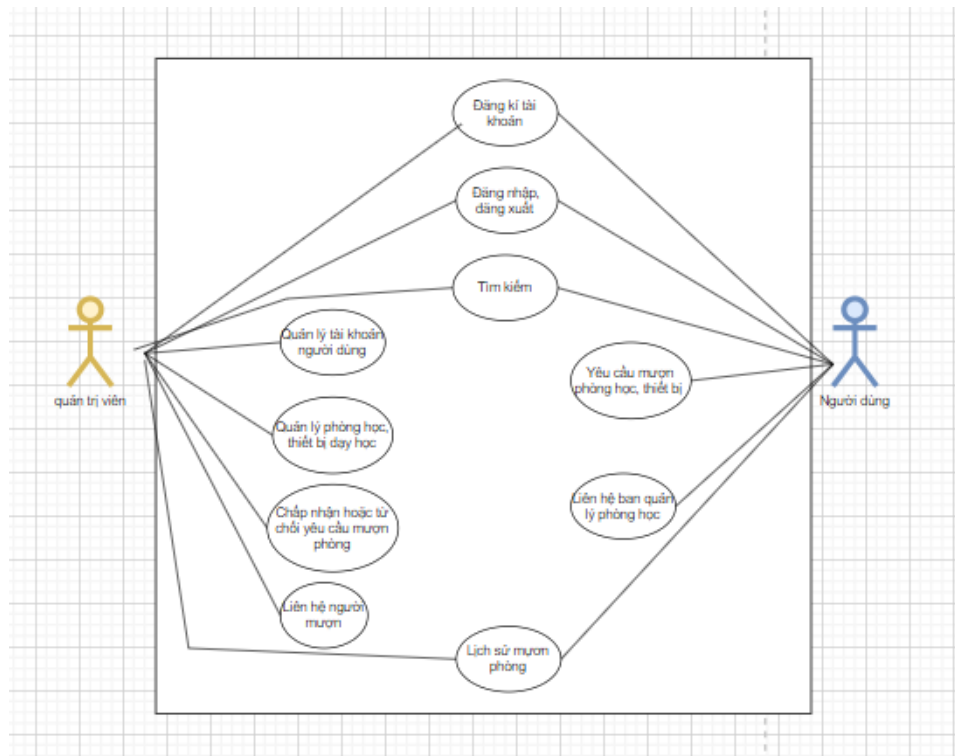 Đăng kí tài
khoản
Đăng nhập,
đăng xuất
Tìm kiếm
Quản lý tài khoản
người dùng
Yêu cầu mượn
phòng học, thiết bị
quản trị viên
Người dùng
Quản lý phòng học,
thiết bị dạy học
Chấp nhận hoặc từ
chối yêu cầu mượn
phòng
Liên hệ ban quản
lý phòng học
Liên hệ người
mượn
Lịch sử mượn
phòng